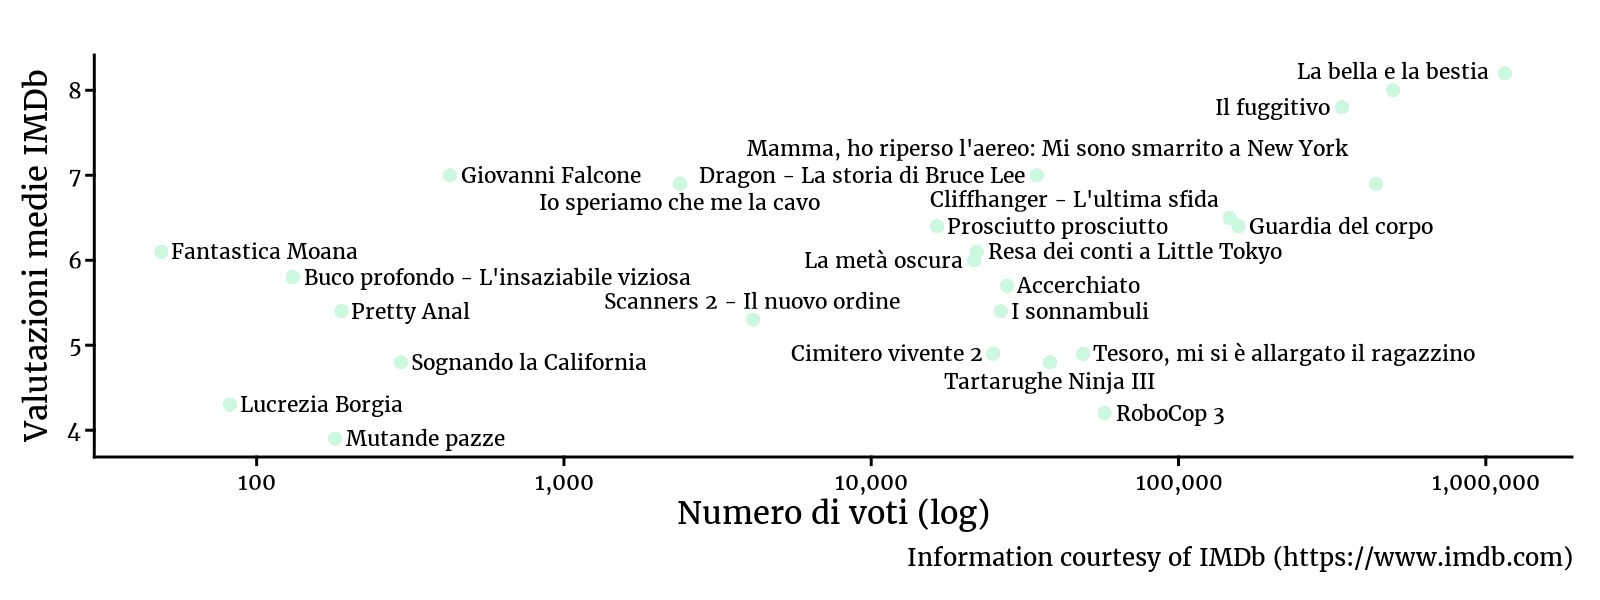 La bella e la bestia
8
Il fuggitivo
Mamma, ho riperso l'aereo: Mi sono smarrito a New York
7
Giovanni Falcone
Dragon - La storia di Bruce Lee
Io speriamo che me la cavo
Cliffhanger - L'ultima sfida
Prosciutto prosciutto
Guardia del corpo
6
Fantastica Moana
Resa dei conti a Little Tokyo
La metà oscura
Buco profondo - L'insaziabile viziosa
Accerchiato
Scanners 2 - Il nuovo ordine
Pretty Anal
I sonnambuli
5
Cimitero vivente 2
Tesoro, mi si è allargato il ragazzino
Sognando la California
Tartarughe Ninja III
Lucrezia Borgia
RoboCop 3
4
Mutande pazze
Valutazioni medie IMDb
100
1,000
10,000
100,000
1,000,000
Numero di voti (log)
Information courtesy of IMDb (https://www.imdb.com)